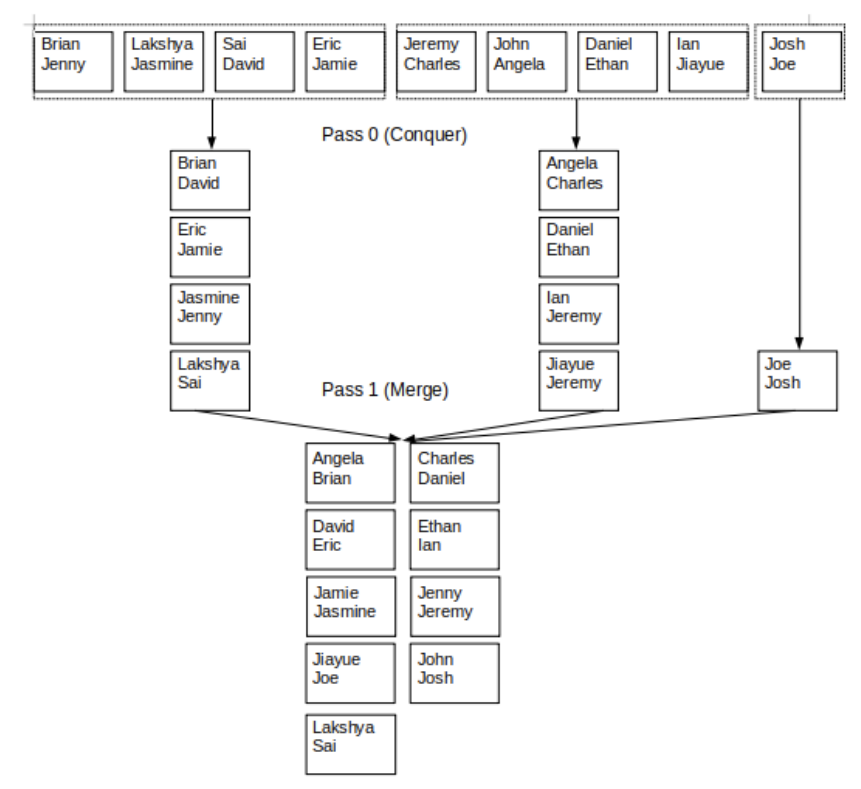 Brian
Jenny
Lakshya
Jasmine
Sai
David
Eric
Jamie
Jeremy
Charles
John
Angela
Daniel
Ethan
Ian
Jiayue
Josh
Joe
Pass 0 (Conquer)
Brian
David
Eric
Jamie
Jasmine
Jenny
Lakshya
Sai
Angela
Charles
Daniel
Ethan
Ian
Jeremy
Jiayue
Jeremy
Joe
Josh
Pass 1 (Merge)
Angela
Brian
Charles
Daniel
David
Eric
Ethan
Ian
Jamie
Jasmine
Jenny
Jeremy
Jiayue
Joe
John
Josh
Lakshya
Sai